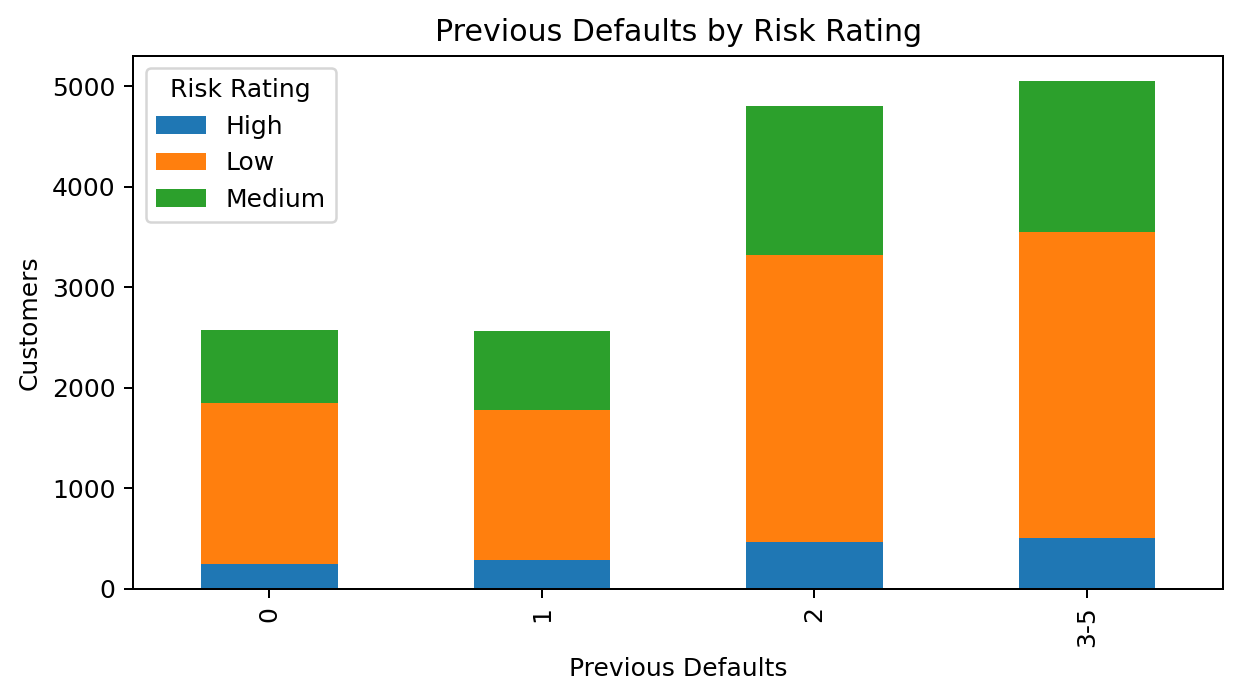 Previous Defaults by Risk Rating
Risk Rating
High
Low
Medium
5000
4000
3000
2000
1000
0
Customers
0
1
2
3-5
Previous Defaults